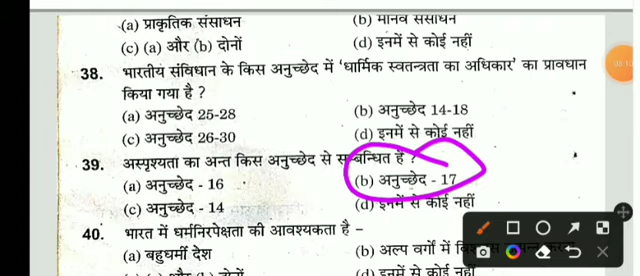 (a) प्राकृतिक संसाधन (b) मानव संसाधन
(c) (a) और (b) दोनों (d) इनमें से कोई नहीं
38. भारतीय संविधान के किस अनुच्छेद में ‘धार्मिक स्वतन्त्रता का अधिकार’ का प्रावधान
किया गया है ?
(a) अनुच्छेद 25-28 (b) अनुच्छेद 14-18
(c) अनुच्छेद 26-30 (d) इनमें से कोई नहीं
39. अस्पृश्यता का अन्त किस अनुच्छेद से सम्बन्धित है ?
(a) अनुच्छेद - 16 (b) अनुच्छेद - 17
(c) अनुच्छेद - 14 (d) इनमें से कोई नहीं
40. भारत में धर्मनिरपेक्षता की आवश्यकता है –
(a) बहुधर्मी देश (b) अल्प वर्गों में
(d) इनमें से कोई नहीं